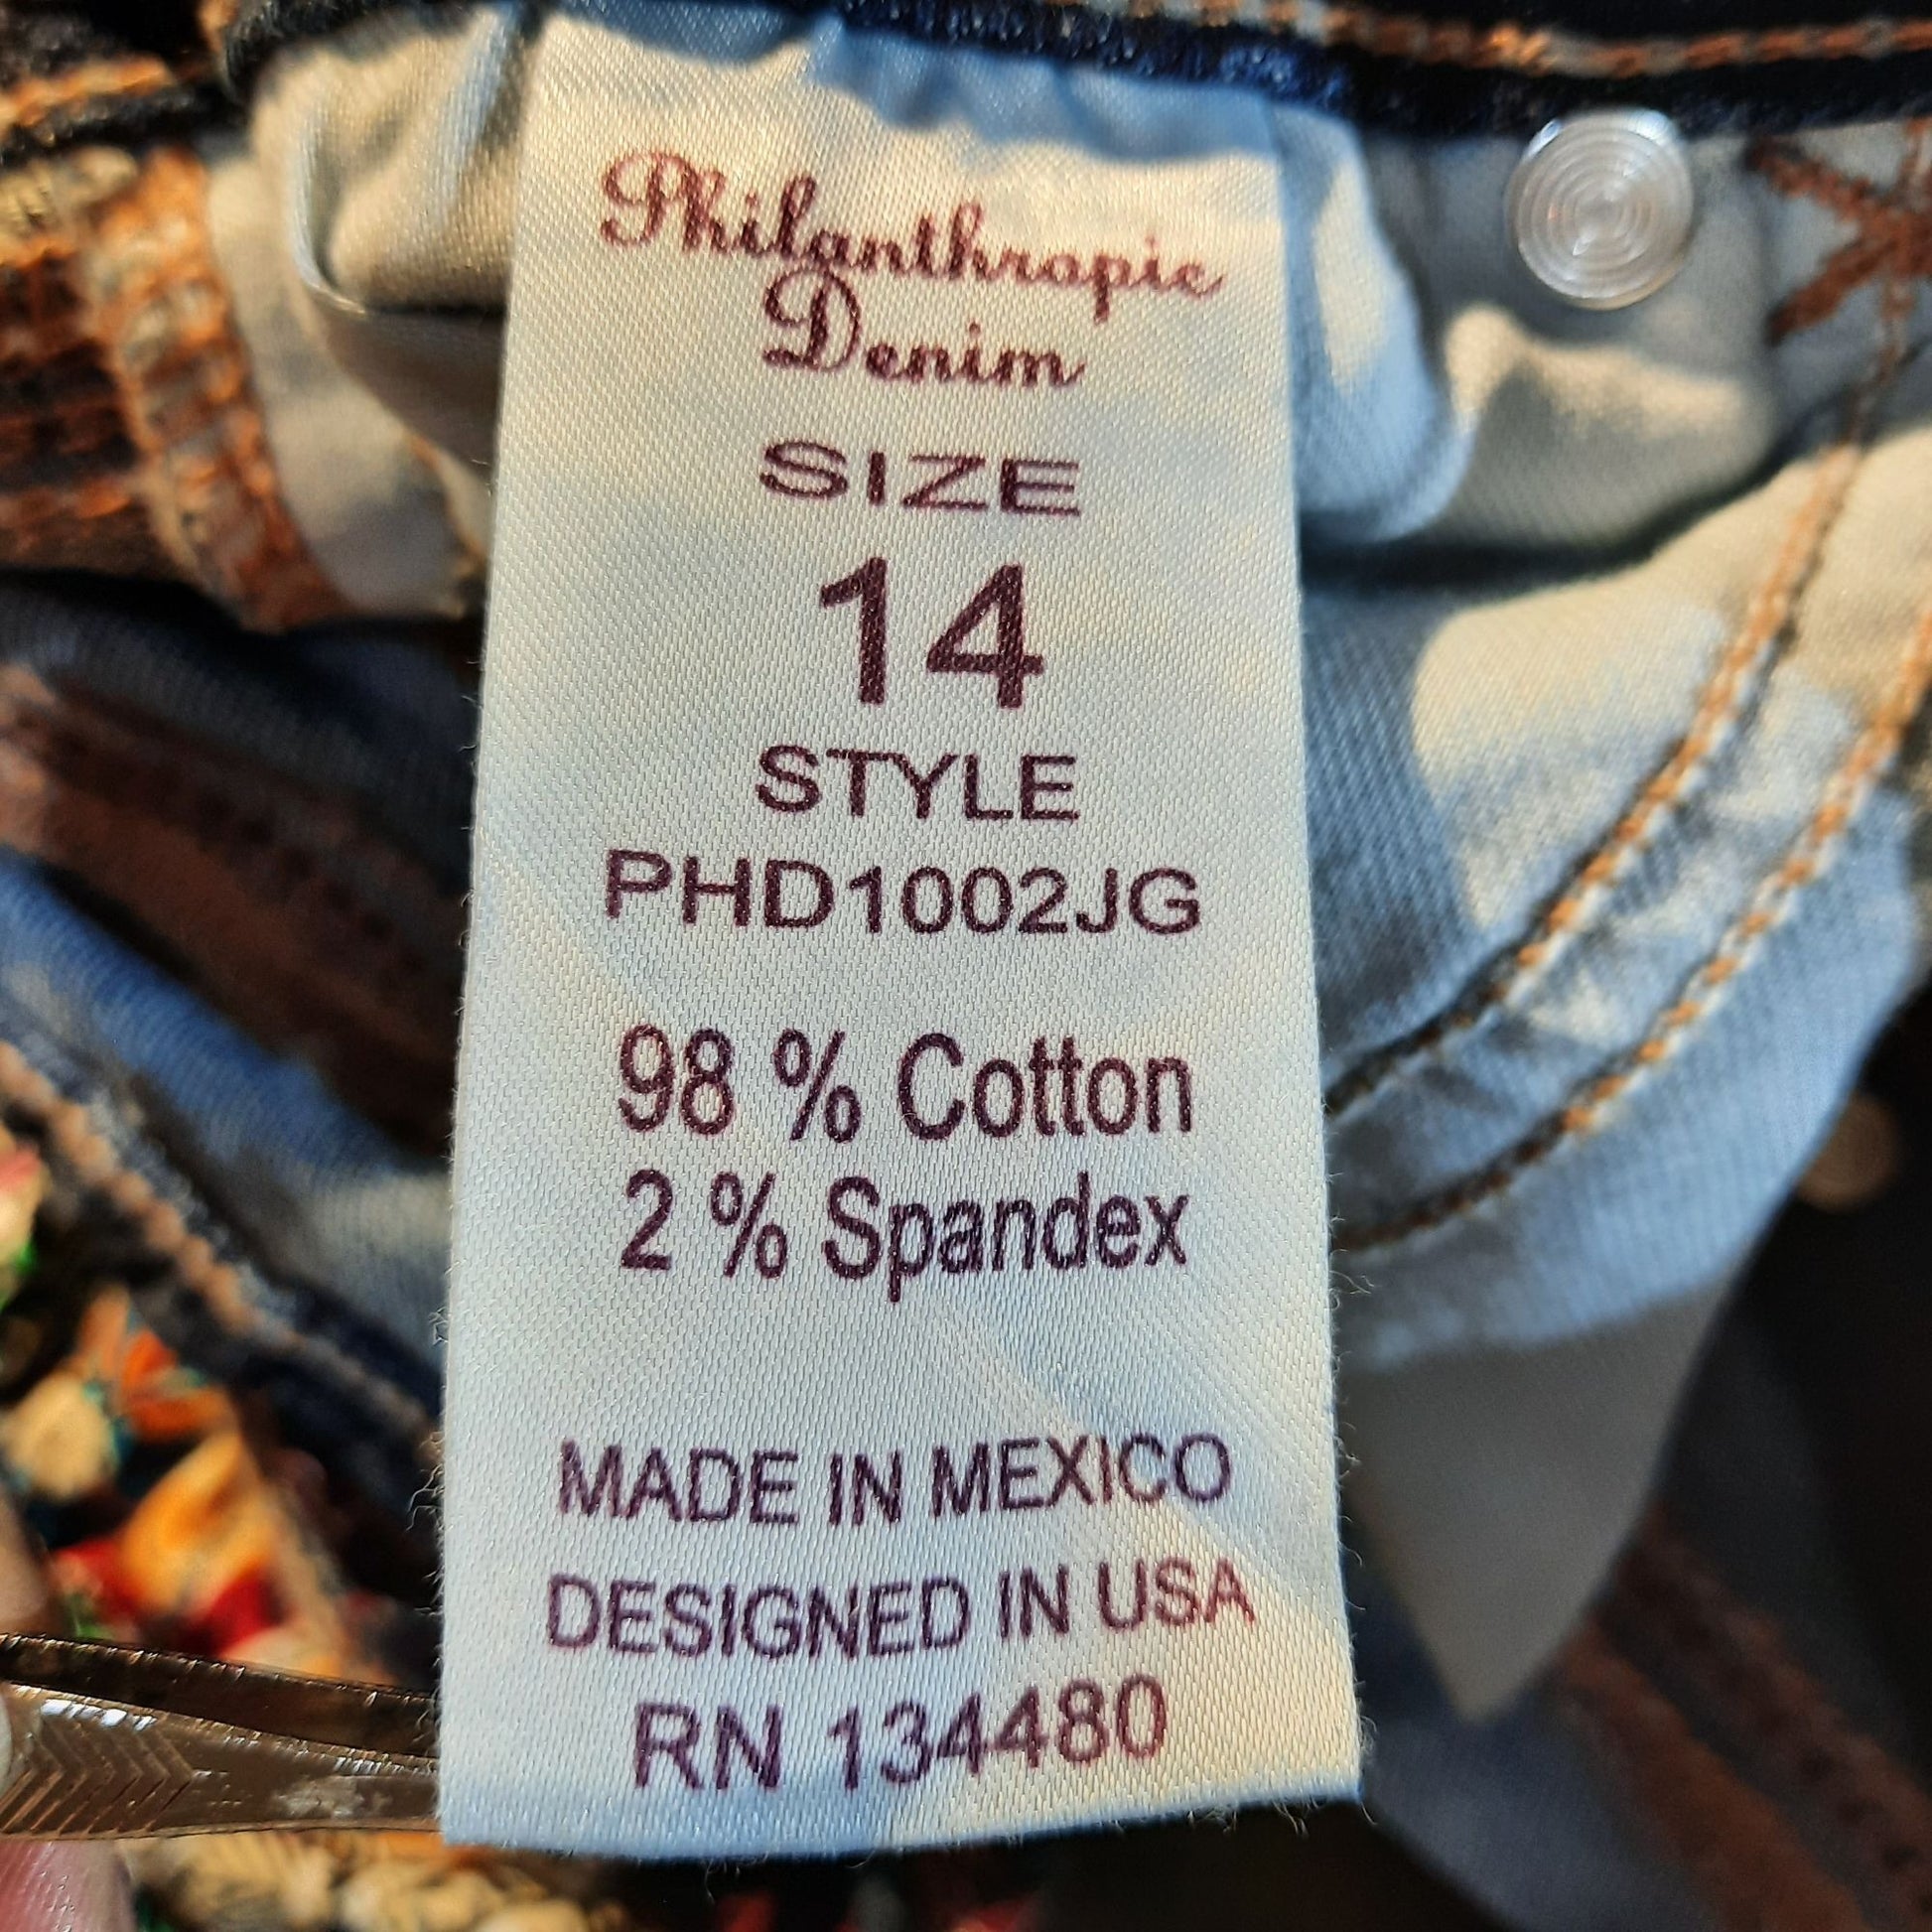 Philanthropic
Denim
SIZE
14
STYLE
PHD1002JG
98 % Cotton
2 % Spandex
MADE IN MEXICO
DESIGNED IN USA
RN 134480